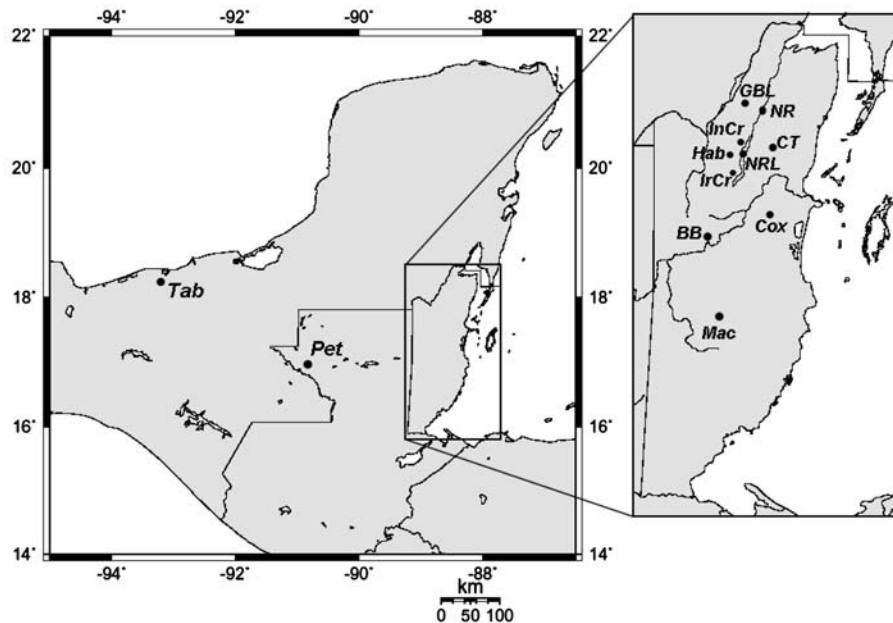 -94° -92° -90° -88°
22° 22°
20° 20°
18° 18°
16° 16°
14° 14°
-94° -92° -90° -88°
Tab
Pet
km
0 50 100
GBL
NR
InCr
CT
Hab
NRL
IrCr
Cox
BB
Mac